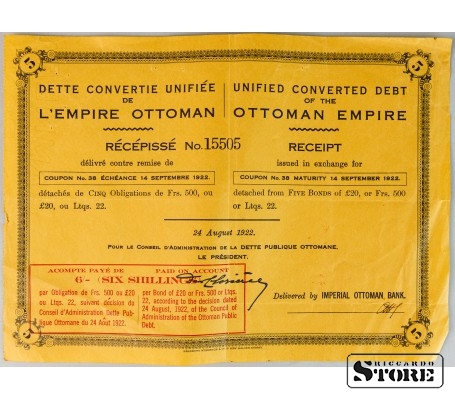 5
5
DETTE CONVERTIE UNIFIÉE
DE
L'EMPIRE OTTOMAN
RÉCÉPISSÉ No. 15505
délivré contre remise de
COUPON No. 38 ÉCHÉANCE 14 SEPTEMBRE 1922.
détachés de CINQ Obligations de Frs. 500, ou
£20, ou Ltqs. 22.
UNIFIED CONVERTED DEBT
OF THE
OTTOMAN EMPIRE
RECEIPT
issued in exchange for
COUPON No. 38 MATURITY 14 SEPTEMBER 1922.
detached from FIVE BONDS of £20, or Frs, 500
or Ltqs. 22.
24 August 1922.
POUR LE CONSEIL D'ADMINISTRATION DE LA DETTE PUBLIQUE OTTOMANE.
LE PRÉSIDENT.
ACOMPTE PAYÉ DE PAID ON ACCOUNT
6 - (SIX SHILLINGS
par Obligation de Frs. 500 ou £20
ou Ltqs. 22, suivant décision du
Conseil d'Administration Dette Pub-
lique Ottomane du 24 Août 1922.
per Bond of £20 or Frs. 500 or Ltqs.
22, according to the decision dated
24 August, 1922, of the Council of
Administration of the Ottoman Public
Debt.
Delivered by IMPERIAL OTTOMAN BANK.
5
RICCARDO
STORE